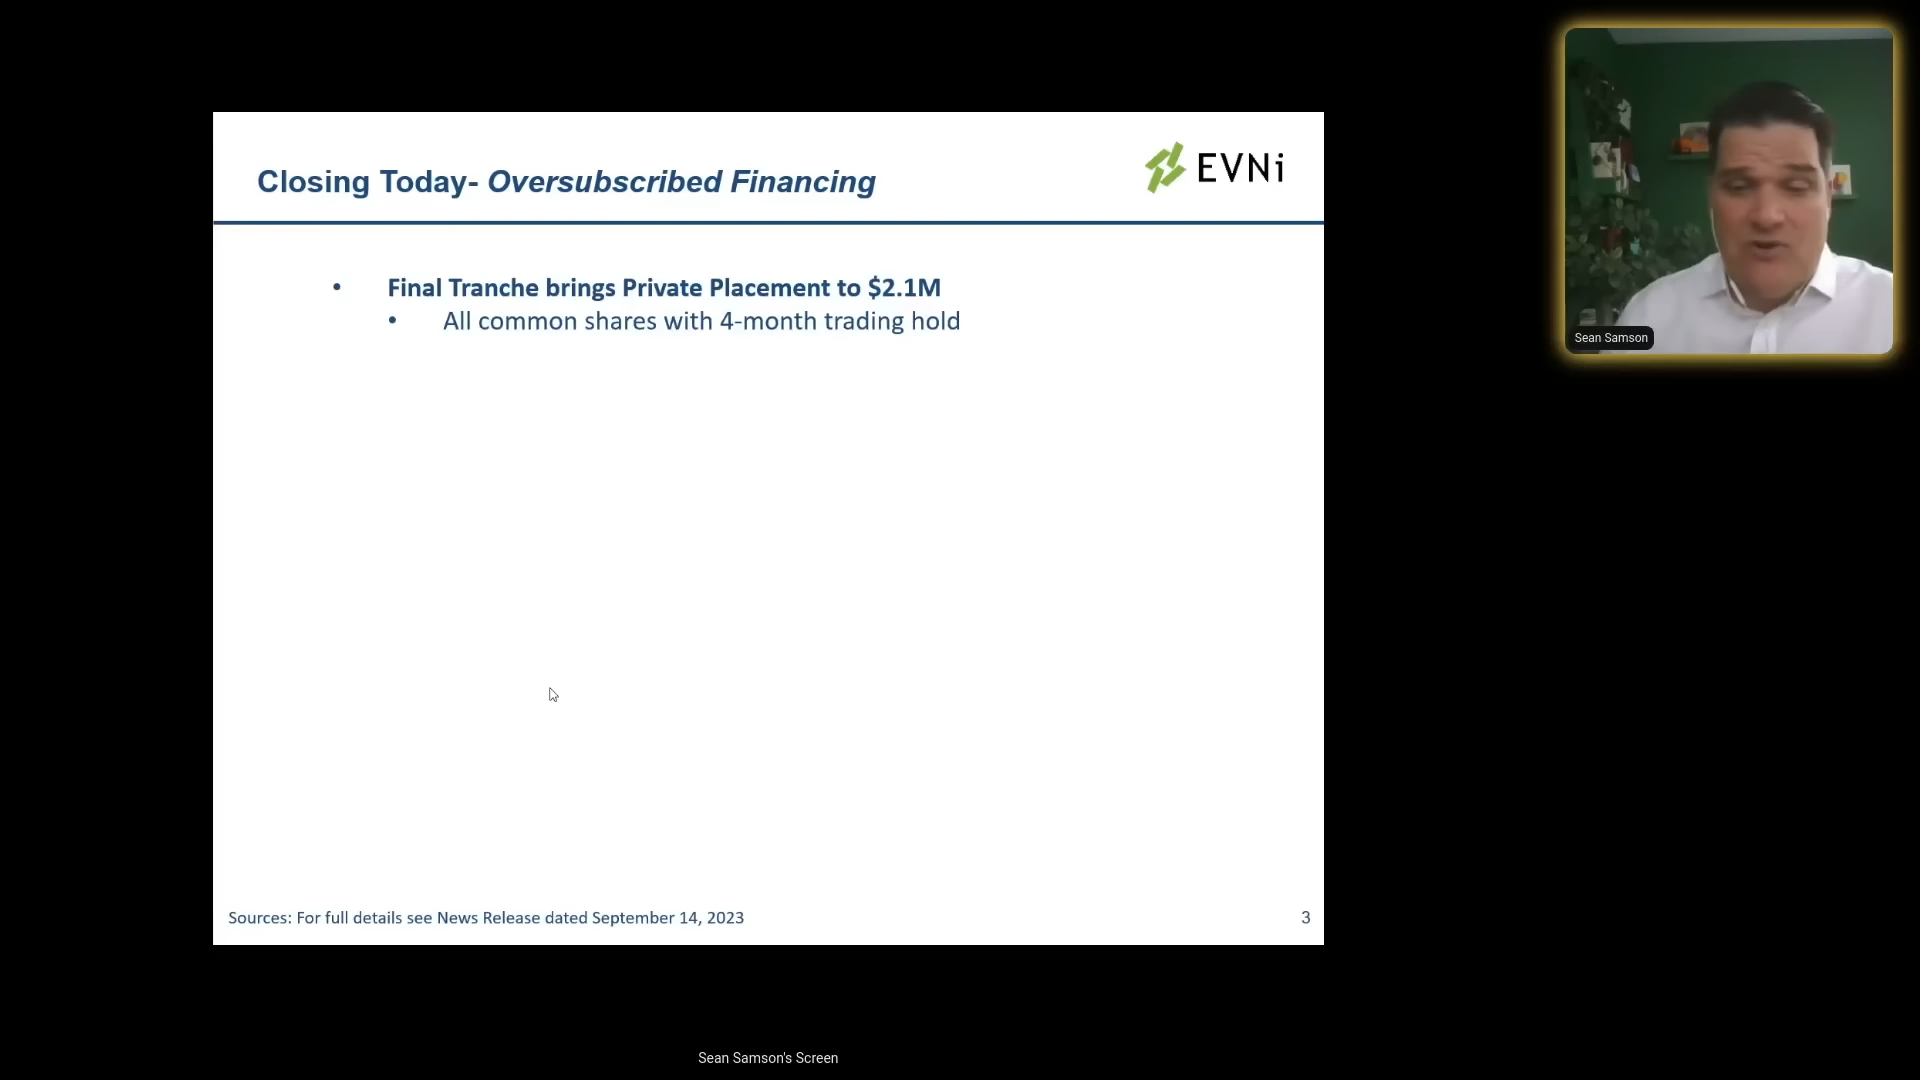 Closing Today- Oversubscribed Financing
EVNi
• Final Tranche brings Private Placement to $2.1M
• All common shares with 4-month trading hold
Sources: For full details see News Release dated September 14, 2023
3
Sean Samson
Sean Samson's Screen